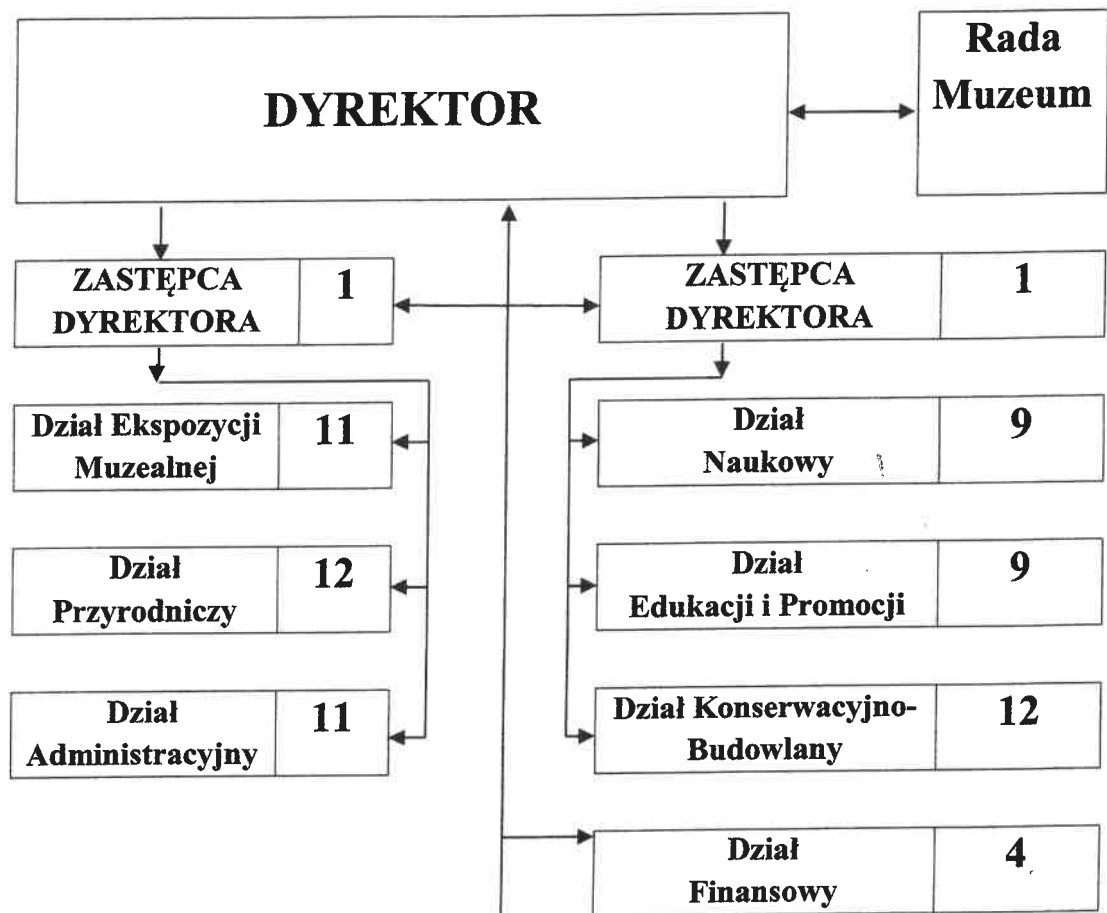 DYREKTOR
Rada
Muzeum
ZASTĘPCA
DYREKTORA
1
ZASTĘPCA
DYREKTORA
1
Dział Ekspozycji
Muzealnej
11
Dział
Naukowy
9
Dział
Przyrodniczy
12
Dział
Edukacji i Promocji
9
Dział
Administracyjny
11
Dział Konserwacyjno-
Budowlany
12
Dział
Finansowy
4